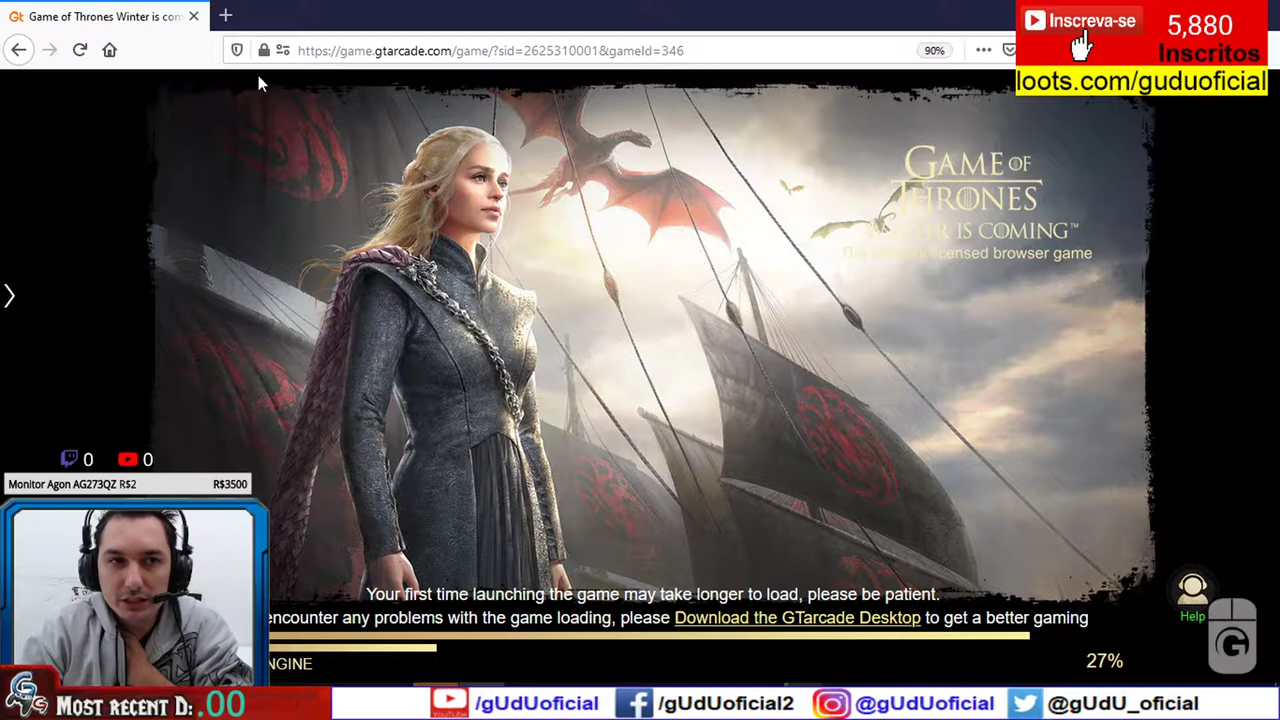 Gt Game of Thrones Winter is com
Inscreva-se
5,880
Inscritos
https://game.gtarcade.com/game/?sid=2625310001&gameId=346
90%
loots.com/guduoficial
GAME OF
THRONES
WINTER IS COMING™
licensed browser game
0 0
Monitor Agon AG273QZ R$2 R$3500
Your first time launching the game may take longer to load, please be patient.
encounter any problems with the game loading, please Download the GTarcade Desktop to get a better gaming
Help
NGINE
27%
MOST RECENT D: .00
/gUdUoficial
/gUdUoficial2
@gUdUoficial
@gUdU_oficial